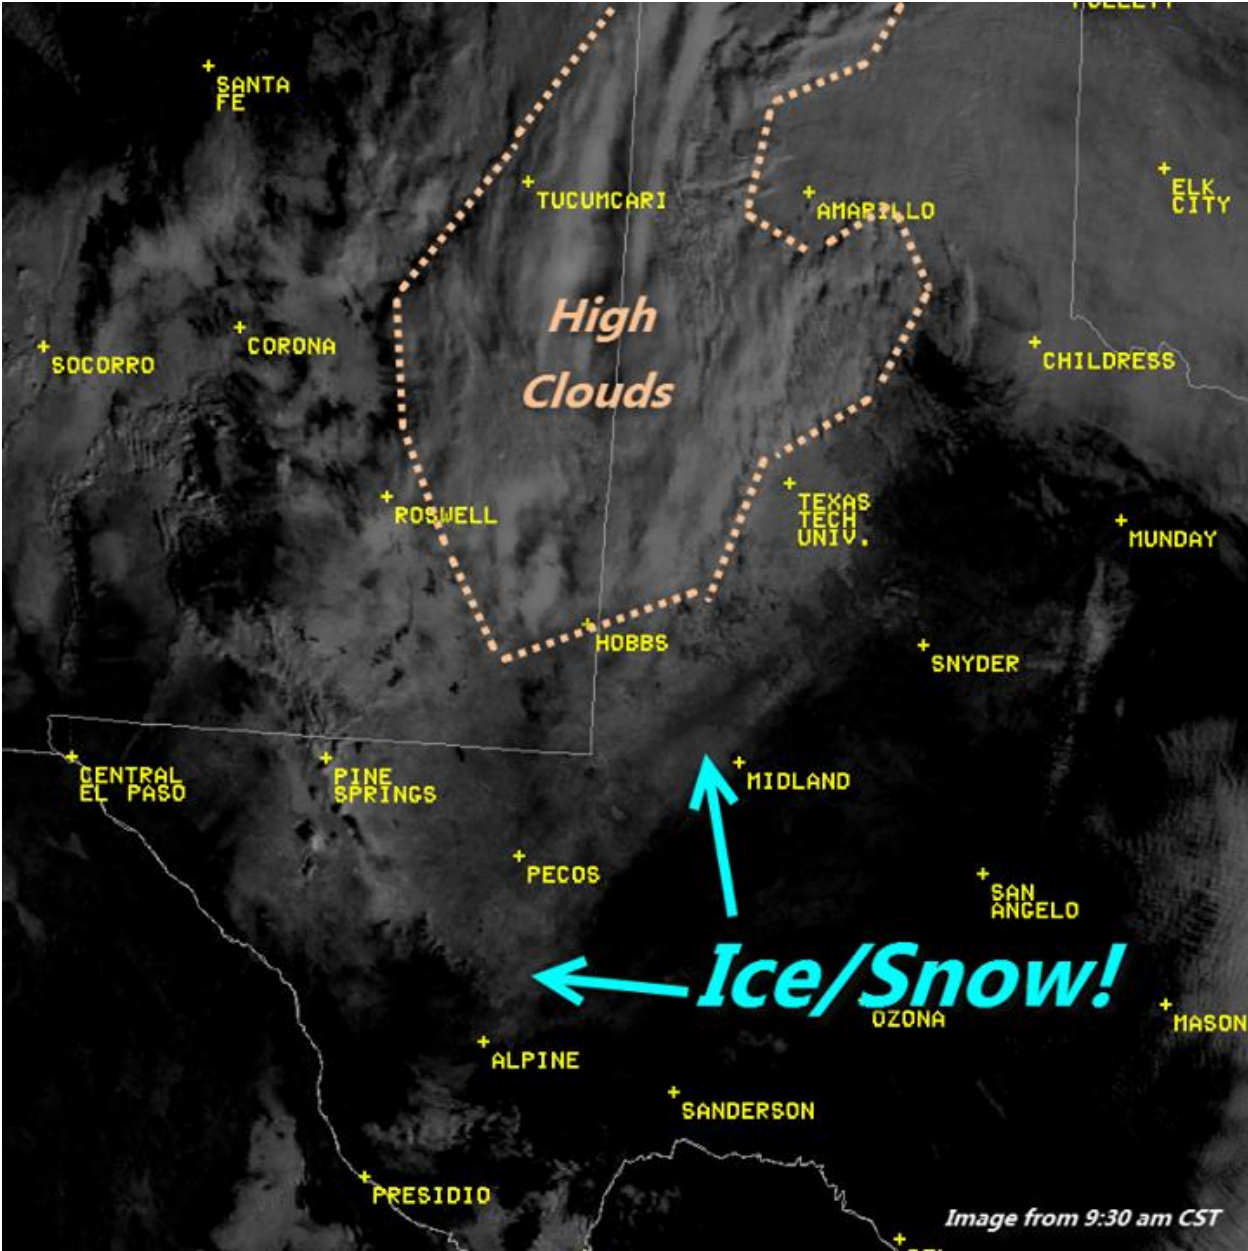 SANTA
FE
TUCUMCARI
AMARILLO
ELK
CITY
High
Clouds
SOCORRO
CORONA
CHILDRESS
ROSWELL
TEXAS
TECH
UNIV.
MUNDAY
HOBBS
SNYDER
CENTRAL
EL PASO
PINE
SPRINGS
MIDLAND
PECOS
SAN
ANGELO
Ice/Snow!
OZONA
MASON
ALPINE
SANDERSON
PRESIDIO
Image from 9:30 am CST